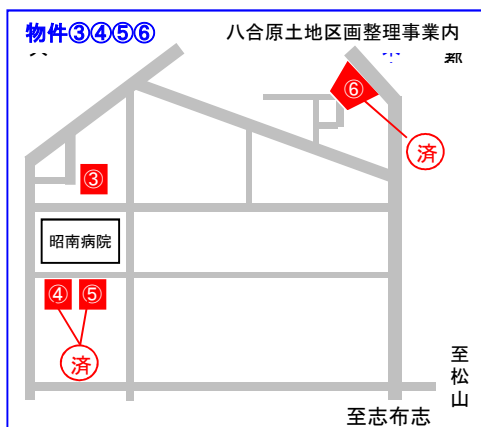 物件③④⑤⑥
八合原土地区画整理事業内
⑥
済
③
昭南病院
④ ⑤
済
至松山
至志布志